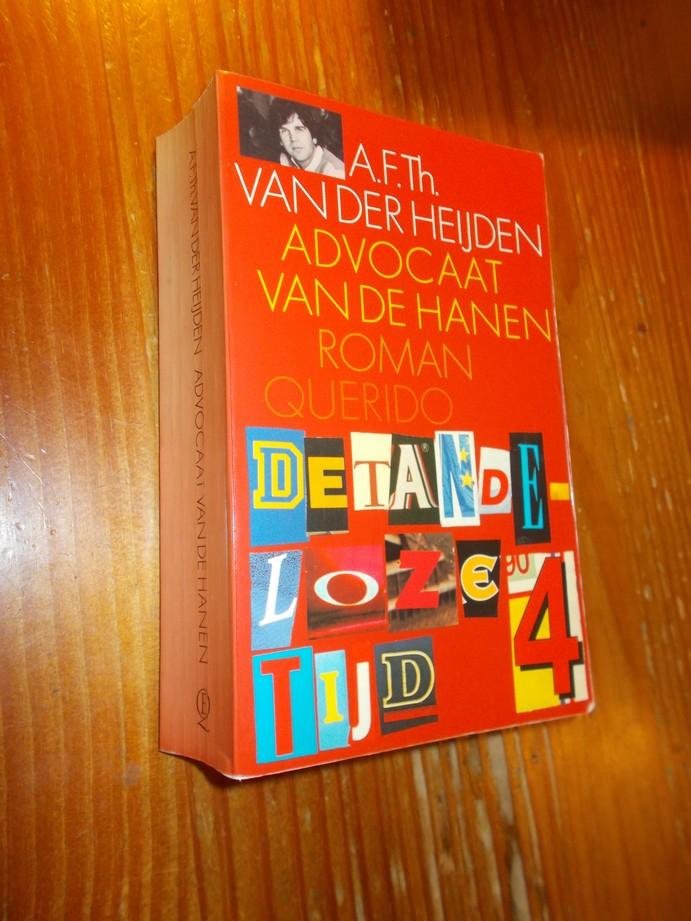 A.F.Th.
VAN DER HEIJDEN
ADVOCAAT
VAN DE HANEN
ROMAN
QUERIDO
DE TANDE-
LOZE
TIJD
4
90
A.F.TH. VAN DER HEIJDEN ADVOCAAT VAN DE HANEN